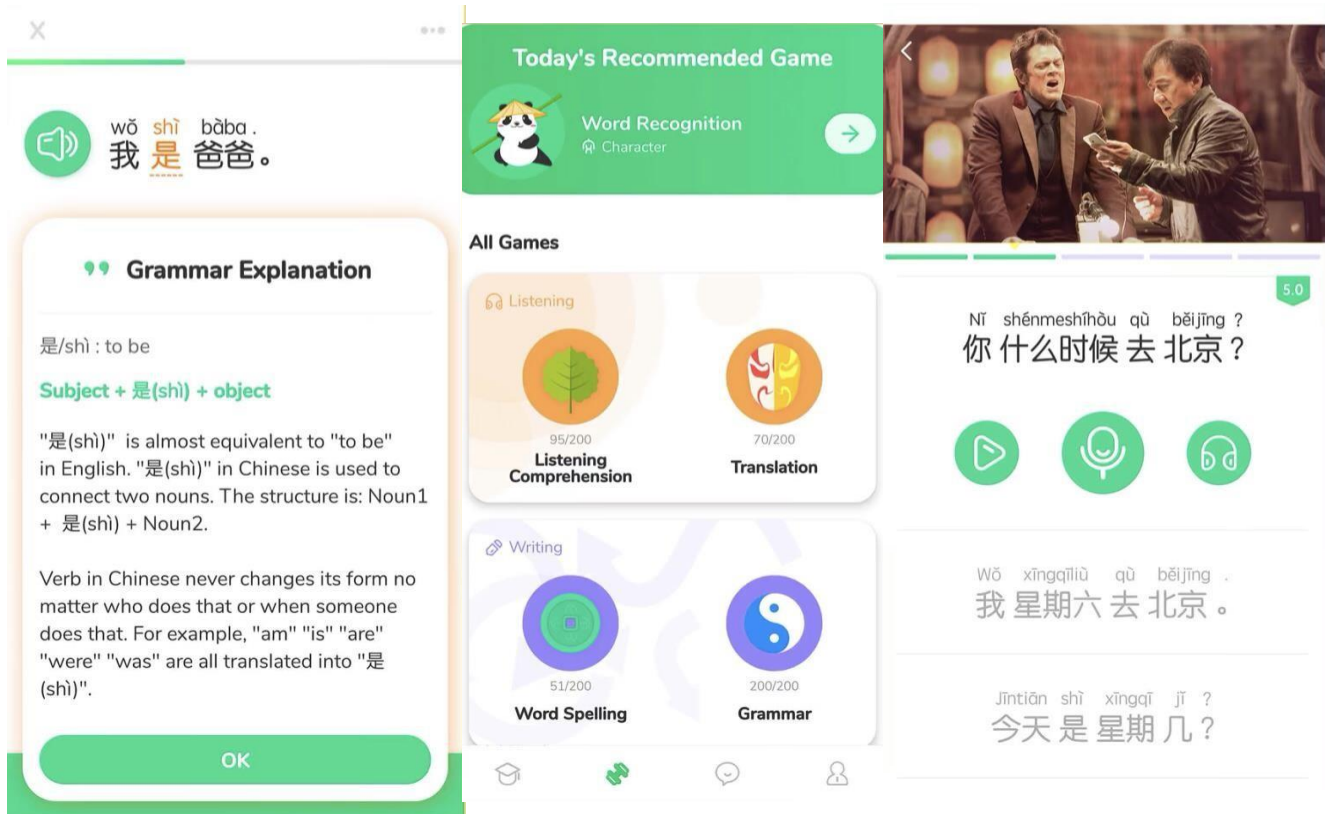 wǒ shì bàba .
我 是 爸爸 。
Grammar Explanation
是/shì : to be
Subject + 是(shì) + object
"是(shì)" is almost equivalent to "to be"
in English. "是(shì)" in Chinese is used to
connect two nouns. The structure is: Noun1
+ 是(shì) + Noun2.
Verb in Chinese never changes its form no
matter who does that or when someone
does that. For example, "am" "is" "are"
"were" "was" are all translated into "是
(shì)".
OK
Today's Recommended Game
Word Recognition
Character
All Games
Listening
95/200
Listening
Comprehension
70/200
Translation
Writing
51/200
Word Spelling
200/200
Grammar
5.0
Nǐ shénmeshíhòu qù běijīng ?
你 什么时候 去 北京 ?
Wǒ xīngqīliù qù běijīng .
我 星期六 去 北京 。
Jīntiān shì xīngqī jǐ ?
今天 是 星期 几 ?